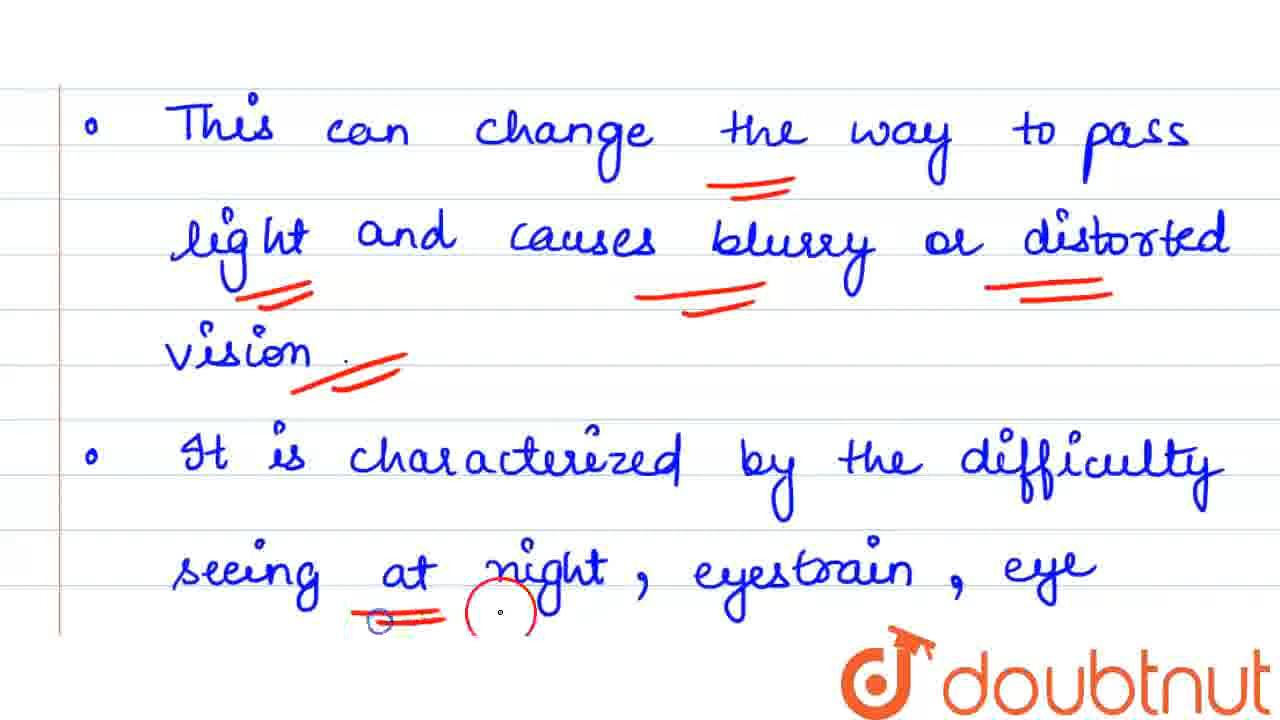 This can change the way to pass
light and causes blurry or distorted
vision.
It is characterized by the difficulty
seeing at night, eyestrain, eye
doubtnut